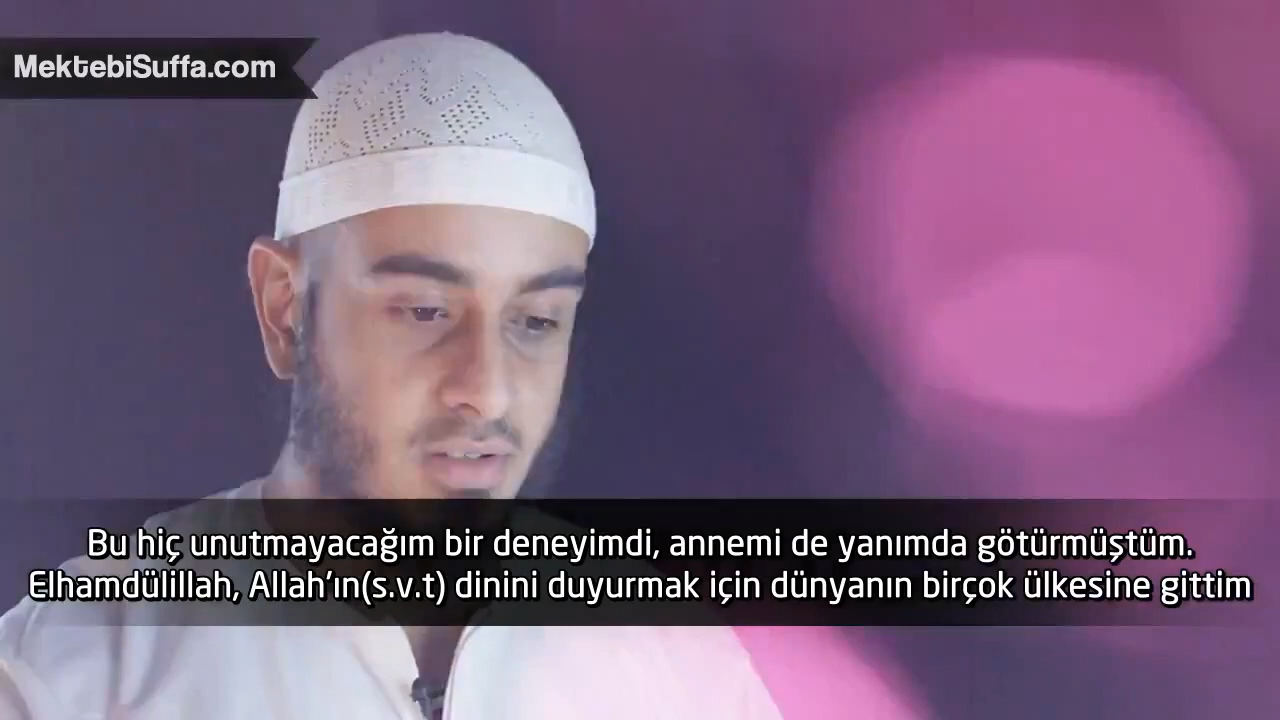 MektebiSuffa.com
Bu hiç unutmayacağım bir deneyimdi, annemi de yanımda götürmüştüm.
Elhamdülillah, Allah’ın(s.v.t) dinini duyurmak için dünyanın birçok ülkesine gittim